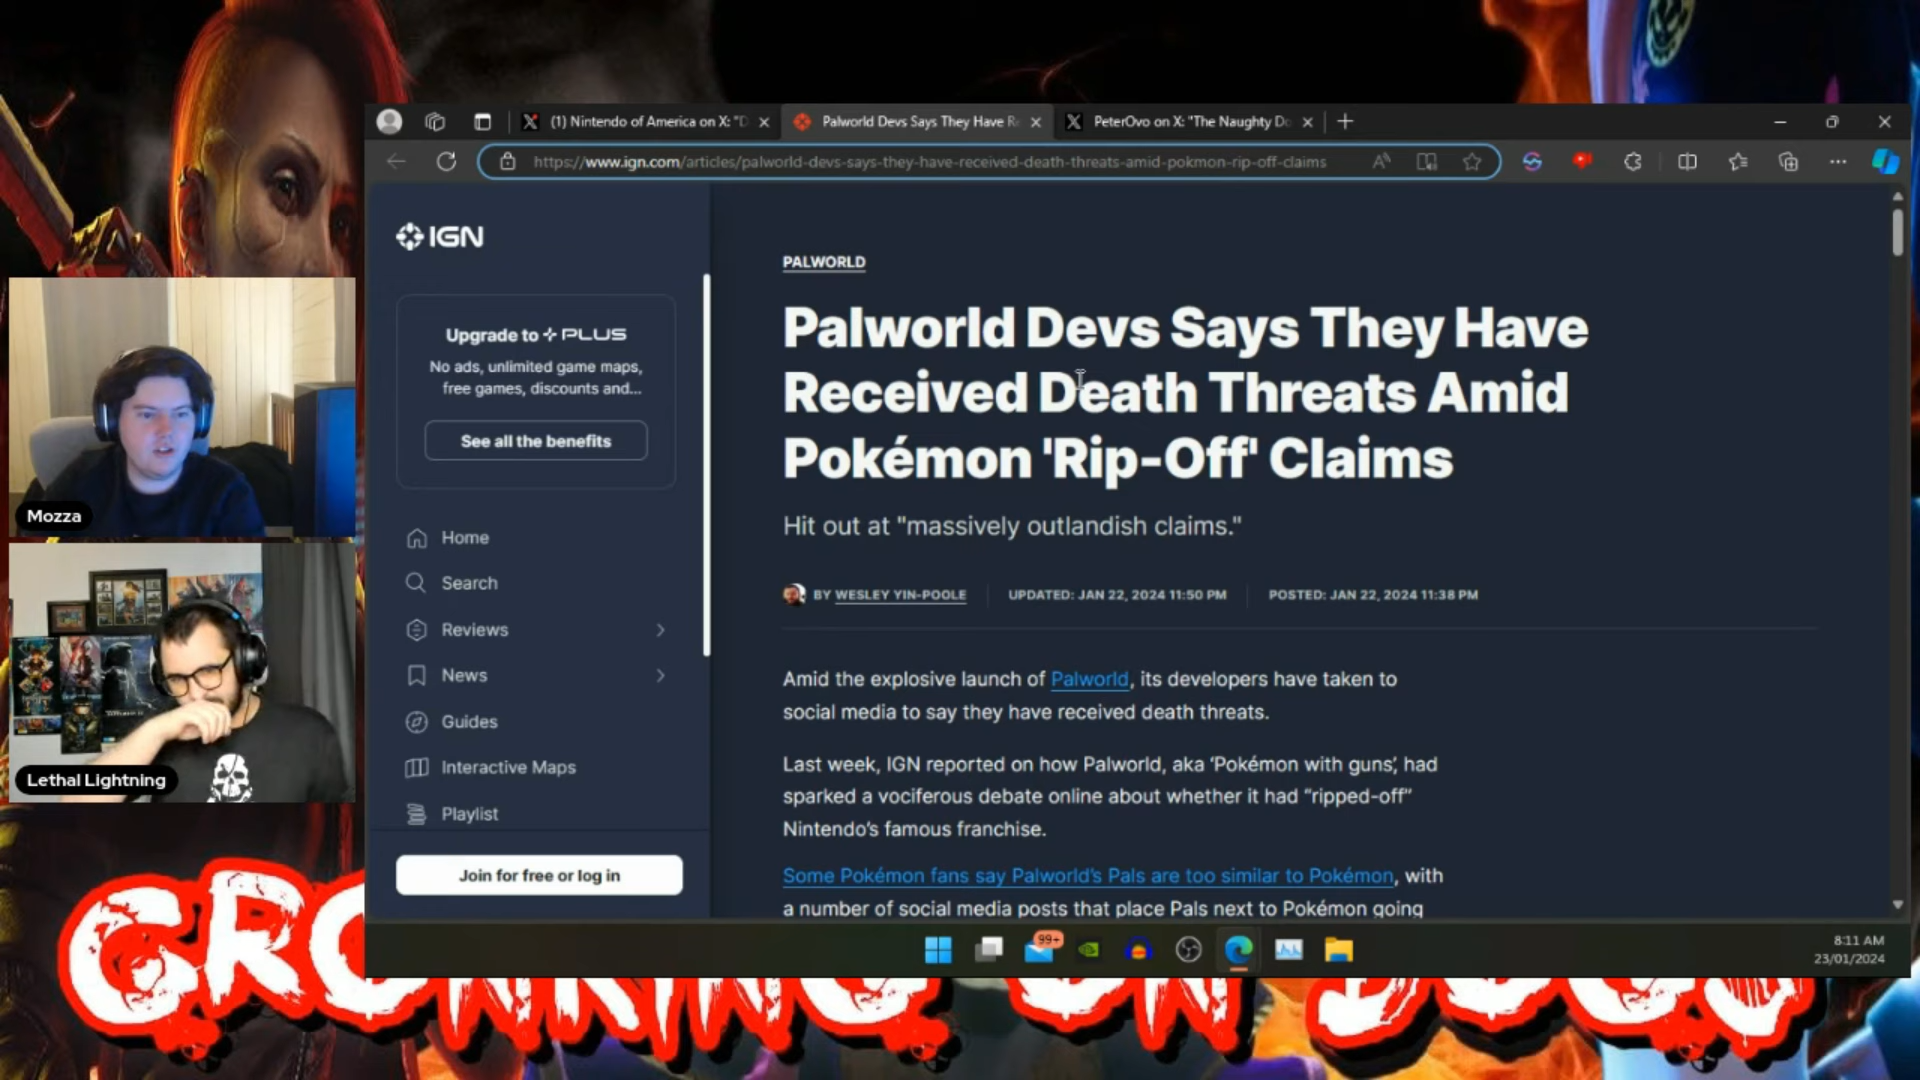 (1) Nintendo of America on X: "D
Palworld Devs Says They Have R
PeterOvo on X: "The Naughty Do
https://www.ign.com/articles/palworld-devs-says-they-have-received-death-threats-amid-pokmon-rip-off-claims
IGN
Upgrade to PLUS
No ads, unlimited game maps,
free games, discounts and...
See all the benefits
Home
Search
Reviews
News
Guides
Interactive Maps
Playlist
Join for free or log in
PALWORLD
Palworld Devs Says They Have
Received Death Threats Amid
Pokémon 'Rip-Off' Claims
Hit out at "massively outlandish claims."
BY WESLEY YIN-POOLE
UPDATED: JAN 22, 2024 11:50 PM
POSTED: JAN 22, 2024 11:38 PM
Amid the explosive launch of Palworld, its developers have taken to
social media to say they have received death threats.
Last week, IGN reported on how Palworld, aka ‘Pokémon with guns’, had
sparked a vociferous debate online about whether it had “ripped-off”
Nintendo’s famous franchise.
Some Pokémon fans say Palworld’s Pals are too similar to Pokémon, with
a number of social media posts that place Pals next to Pokémon going
Mozza
Lethal Lightning
99+
8:11 AM
23/01/2024